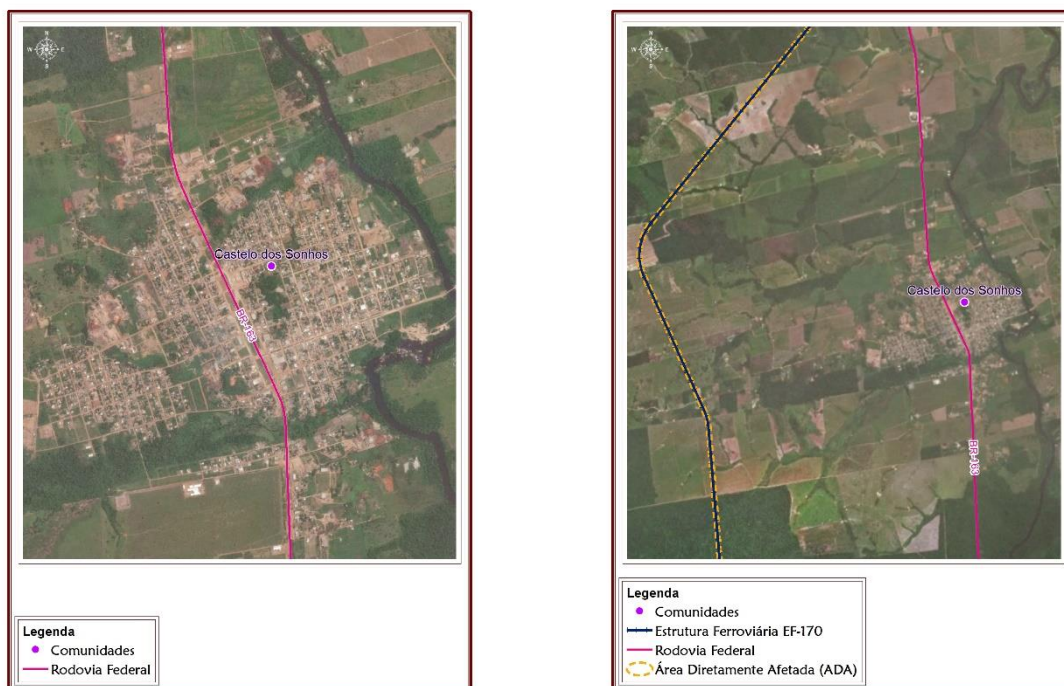 N
W E
S
Castelo dos Sonhos
BR-163
Legenda
Comunidades
Rodovia Federal
N
W E
S
Castelo dos Sonhos
BR-163
Legenda
Comunidades
Estrutura Ferroviária EF-170
Rodovia Federal
Área Diretamente Afetada (ADA)